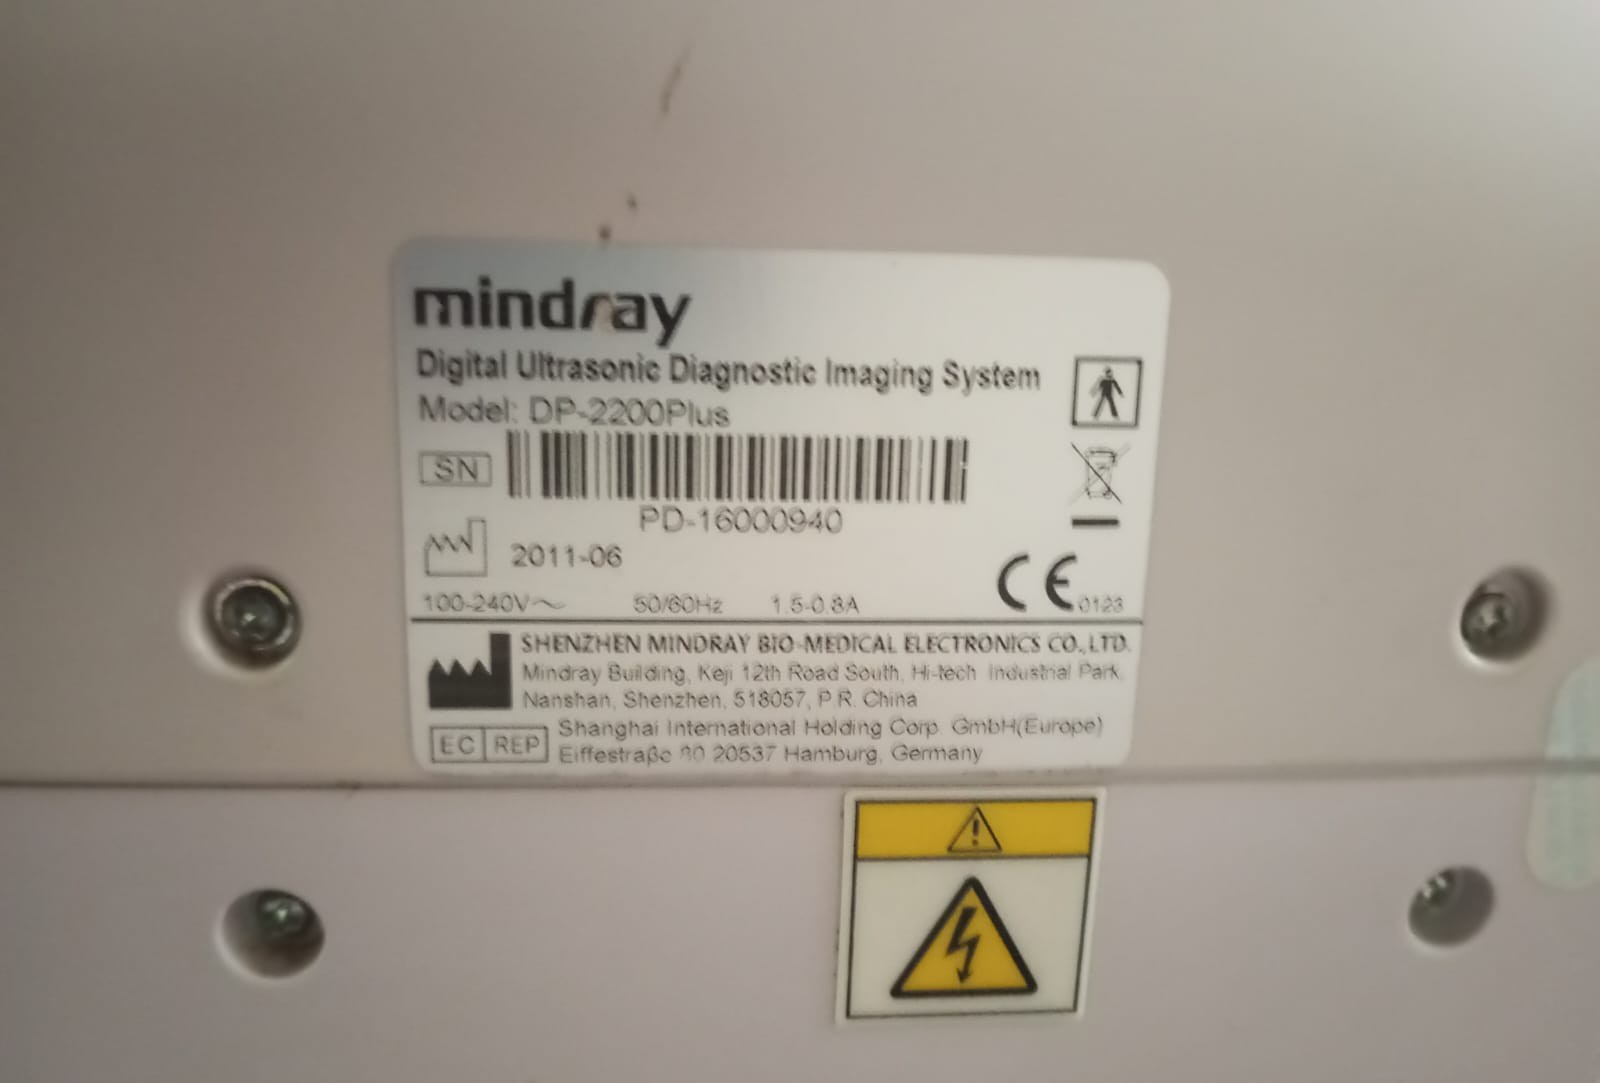 mindray
Digital Ultrasonic Diagnostic Imaging System
Model: DP-2200Plus
SN
PD-16000940
2011-06
100-240V~ 50/60Hz 1.5-0.8A
CE 0123
SHENZHEN MINDRAY BIO-MEDICAL ELECTRONICS CO.,LTD.
Mindray Building, Keji 12th Road South, Hi-tech Industrial Park,
Nanshan, Shenzhen, 518057, P.R. China
EC REP
Shanghai International Holding Corp. GmbH(Europe)
Eiffestraße 80 20537 Hamburg, Germany